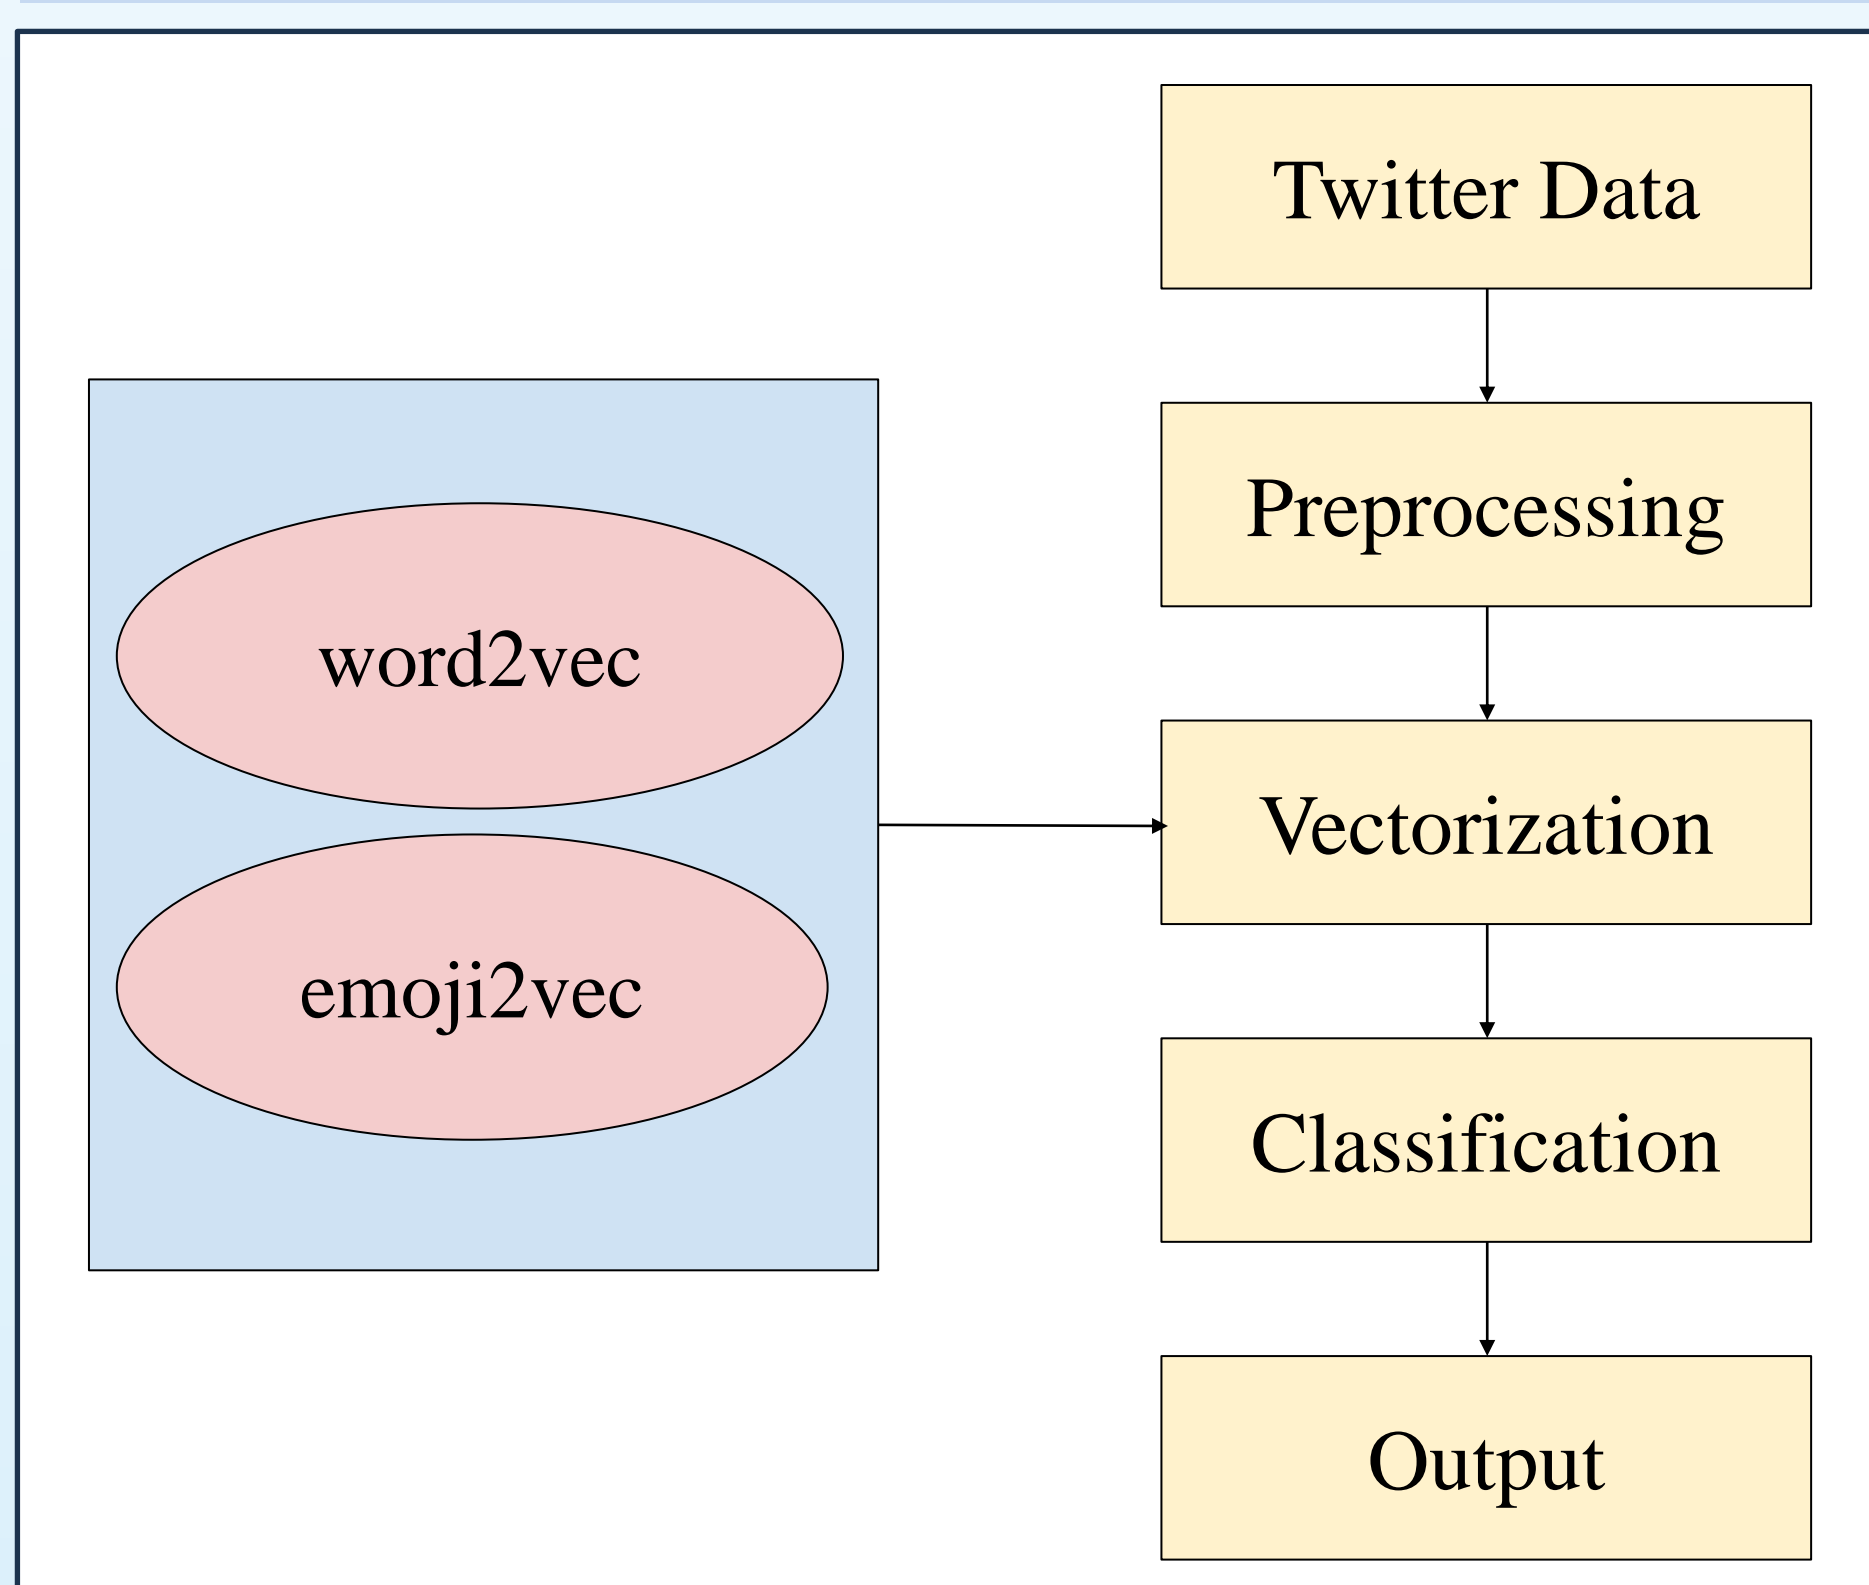 Twitter Data
Preprocessing
word2vec
Vectorization
emoji2vec
Classification
Output